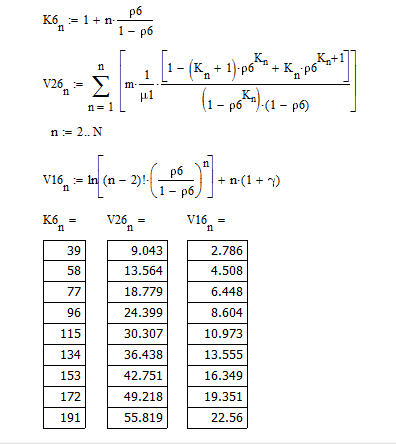 K6ₙ := 1 + n·ρ6/(1 − ρ6)
V26ₙ := ∑ₙ₌₁ⁿ [m·1/μ1·[1 − (Kₙ + 1)·ρ6^(Kₙ) + Kₙ·ρ6^(Kₙ+1)]/((1 − ρ6^(Kₙ))·(1 − ρ6))]
n := 2.. N
V16ₙ := ln[(n − 2)!·(ρ6/(1 − ρ6))ⁿ] + n·(1 + γ)
K6ₙ = V26ₙ = V16ₙ =
39 9.043 2.786
58 13.564 4.508
77 18.779 6.448
96 24.399 8.604
115 30.307 10.973
134 36.438 13.555
153 42.751 16.349
172 49.218 19.351
191 55.819 22.56